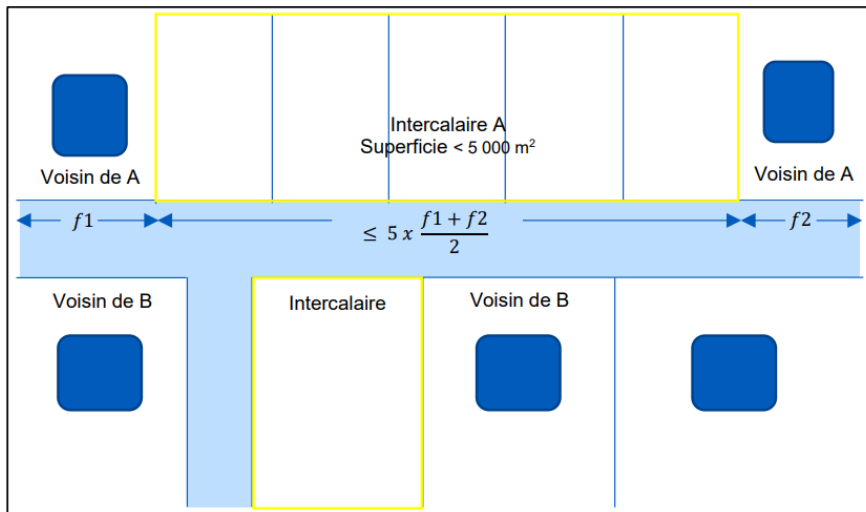 Intercalaire A
Superficie < 5 000 m²
Voisin de A
Voisin de A
f1
≤ 5 x (f1 + f2)/2
f2
Voisin de B
Intercalaire
Voisin de B